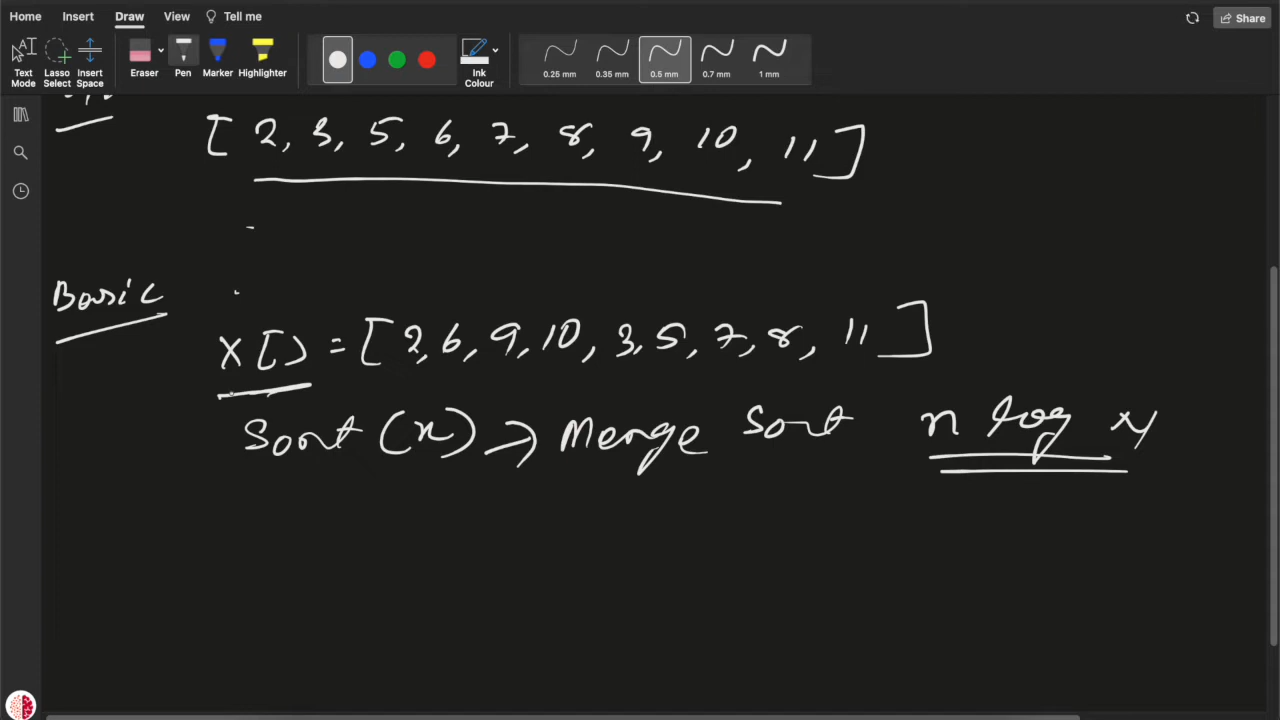 Home Insert Draw View Tell me Share
Text Mode Lasso Select Insert Space Eraser Pen Marker Highlighter Ink Colour 0.25 mm 0.35 mm 0.5 mm 0.7 mm 1 mm
[ 2, 3, 5, 6, 7, 8, 9, 10, 11 ]
Basic
X[] = [ 2, 6, 9, 10, 3, 5, 7, 8, 11 ]
Sort (x) → Merge Sort n log n